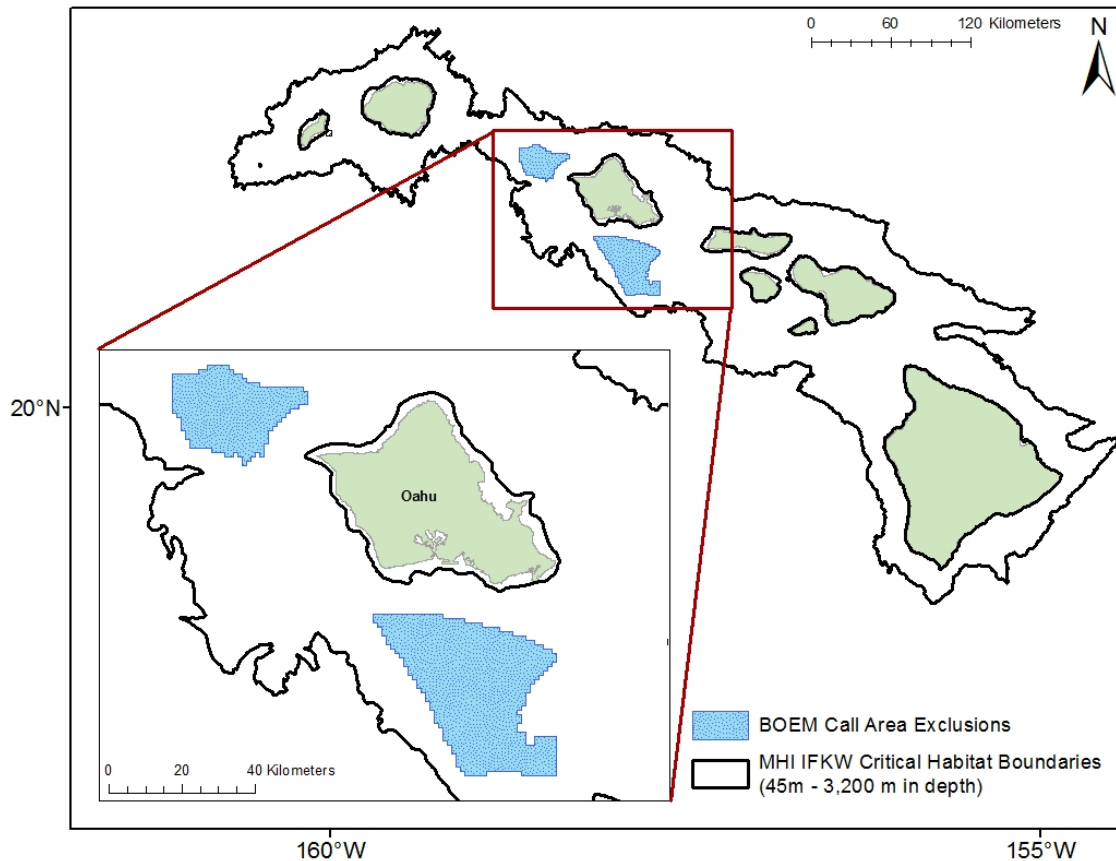 0 60 120 Kilometers
N
20°N
Oahu
0 20 40 Kilometers
BOEM Call Area Exclusions
MHI IFKW Critical Habitat Boundaries
(45m - 3,200 m in depth)
160°W
155°W